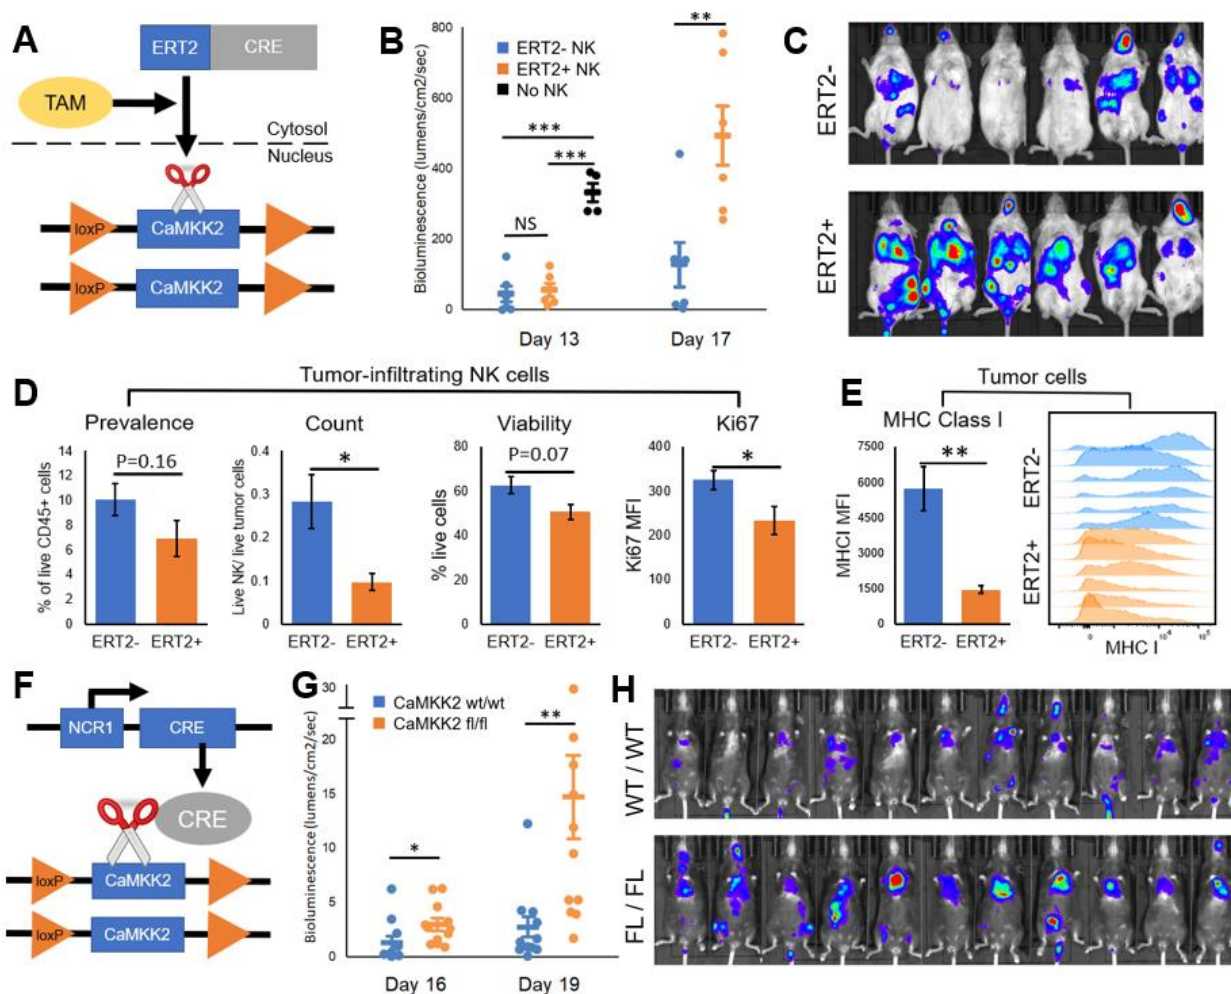 A
ERT2
CRE
TAM
Cytosol
Nucleus
loxP
CaMKK2
loxP
CaMKK2
B
Bioluminescence (lumens/cm2/sec)
800
600
400
200
0
ERT2- NK
ERT2+ NK
No NK
***
***
NS
**
Day 13
Day 17
C
ERT2-
ERT2+
D
Tumor-infiltrating NK cells
Prevalence
% of live CD45+ cells
14
12
10
8
6
4
2
0
P=0.16
ERT2- ERT2+
Count
Live NK/ live tumor cells
0.4
0.3
0.2
0.1
0
*
ERT2- ERT2+
Viability
% live cells
80
60
40
20
0
P=0.07
ERT2- ERT2+
Ki67
Ki67 MFI
400
300
200
100
0
*
ERT2- ERT2+
E
Tumor cells
MHC Class I
MHCI MFI
7500
6000
4500
3000
1500
0
**
ERT2- ERT2+
ERT2-
ERT2+
0
10⁴
10⁵
MHC I
F
NCR1
CRE
CRE
loxP
CaMKK2
loxP
CaMKK2
G
Bioluminescence (lumens/cm2/sec)
30
20
15
10
5
0
CaMKK2 wt/wt
CaMKK2 fl/fl
*
**
Day 16
Day 19
H
WT / WT
FL / FL